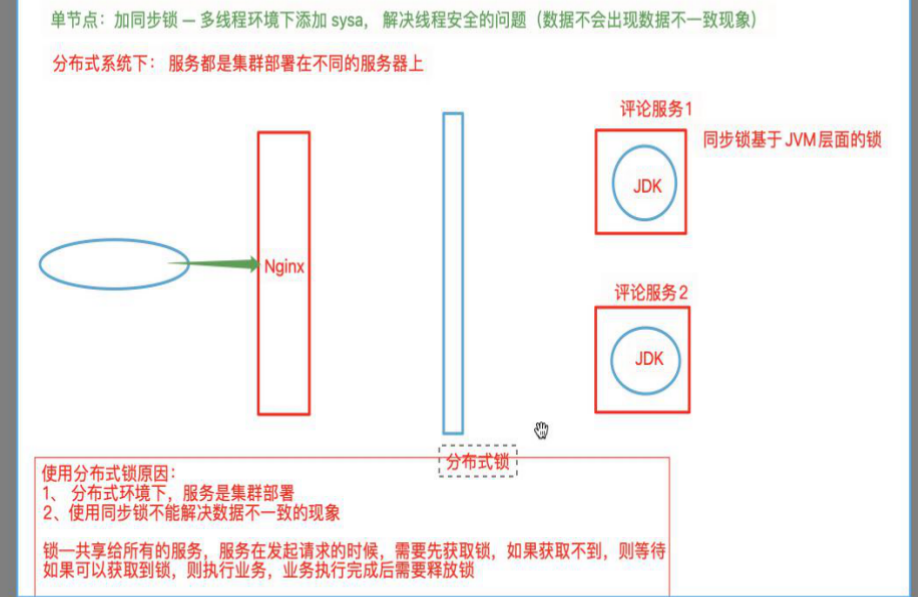 单节点：加同步锁 — 多线程环境下添加 sysa， 解决线程安全的问题（数据不会出现数据不一致现象）
分布式系统下： 服务都是集群部署在不同的服务器上
评论服务1
同步锁基于JVM层面的锁
JDK
Nginx
评论服务2
JDK
分布式锁
使用分布式锁原因：
1、 分布式环境下，服务是集群部署
2、使用同步锁不能解决数据不一致的现象
锁一共享给所有的服务，服务在发起请求的时候，需要先获取锁，如果获取不到，则等待
如果可以获取到锁，则执行业务，业务执行完成后需要释放锁